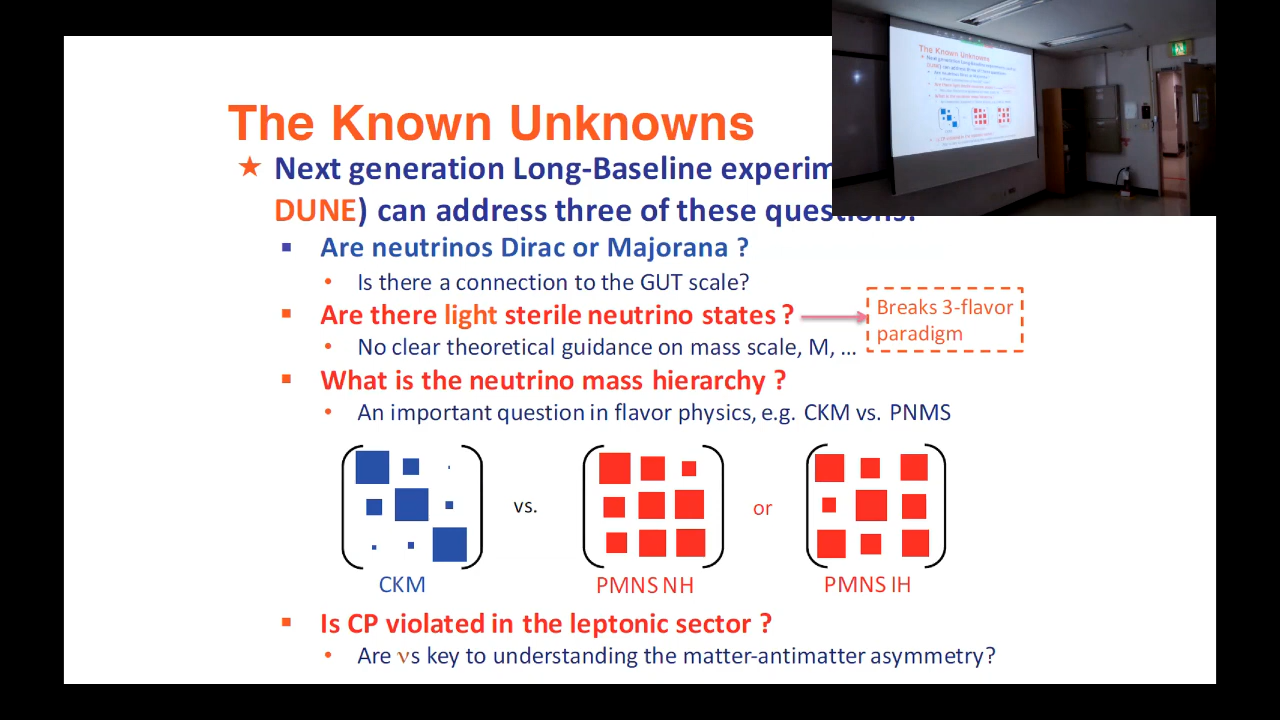 The Known Unknowns
★ Next generation Long-Baseline
DUNE) can address three of these questions:
▪ Are neutrinos Dirac or Majorana ?
• Is there a connection to the GUT scale?
▪ Are there light sterile neutrino states ?
Breaks 3-flavor
paradigm
• No clear theoretical guidance on mass scale, M, ...
▪ What is the neutrino mass hierarchy ?
• An important question in flavor physics, e.g. CKM vs. PNMS
vs.
or
CKM
PMNS NH
PMNS IH
▪ Is CP violated in the leptonic sector ?
• Are νs key to understanding the matter-antimatter asymmetry?